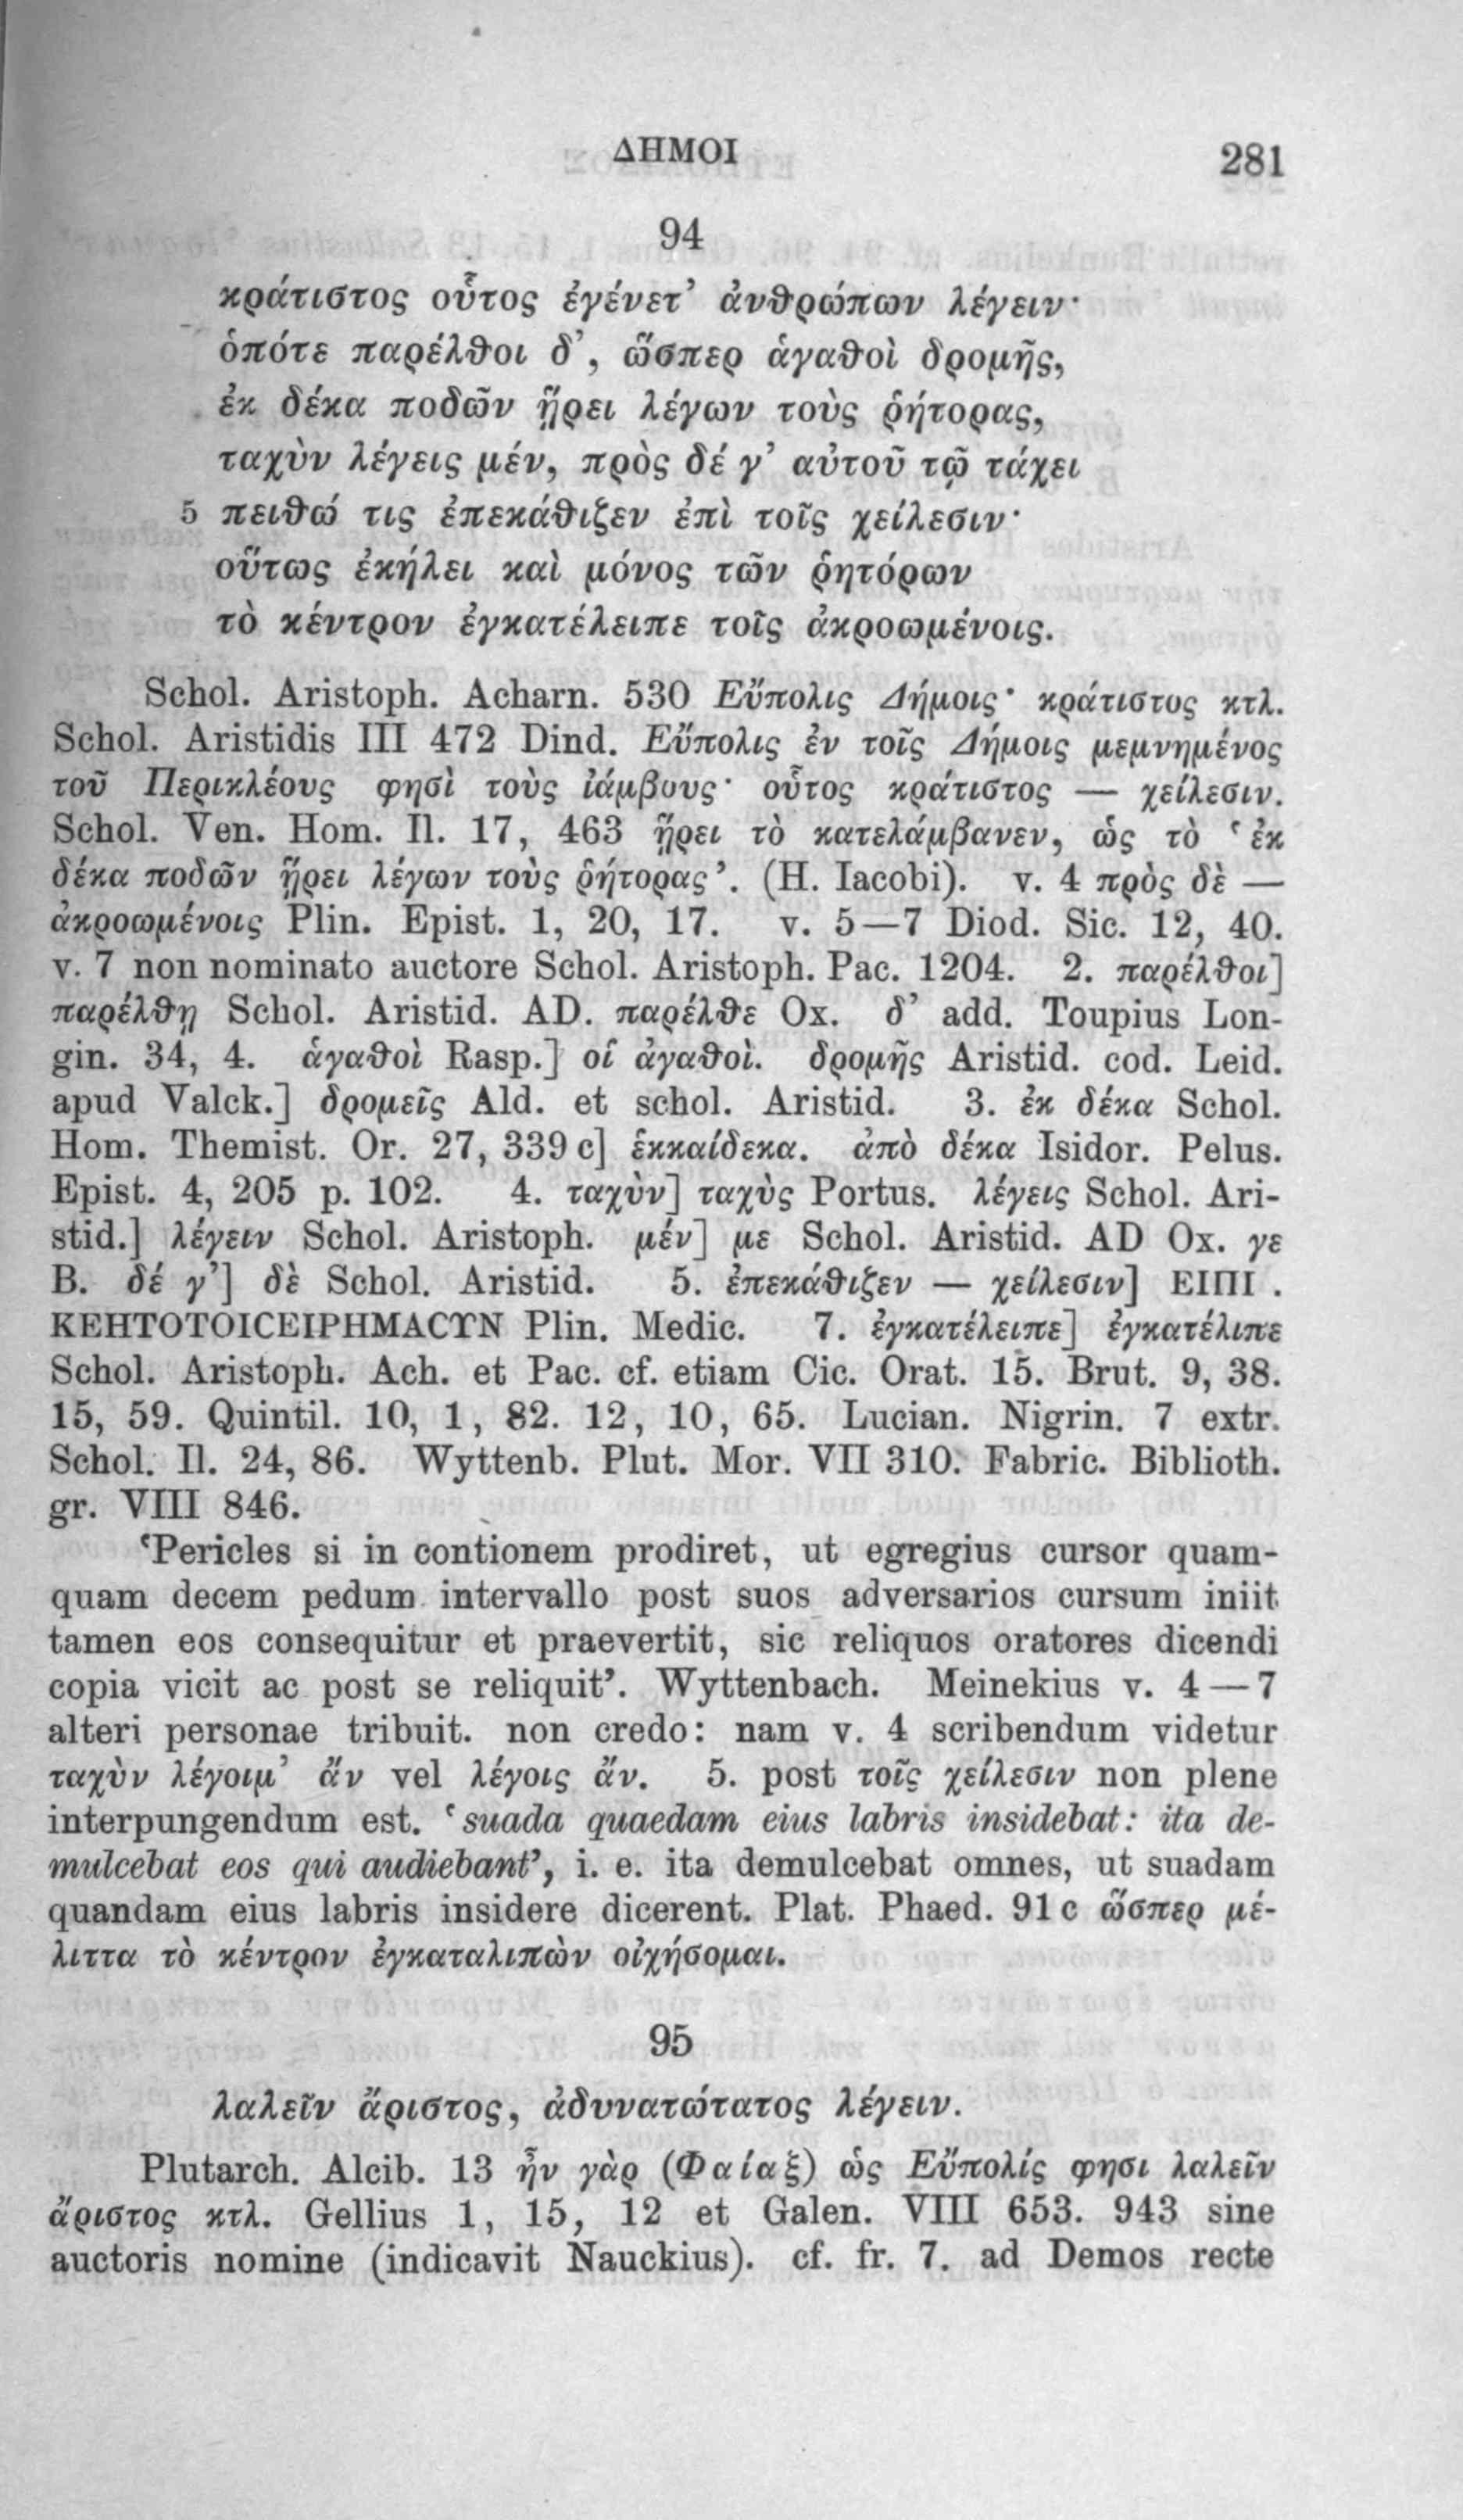 ΔΗΜΟΙ 281
94
κράτιστος οὗτος ἐγένετ’ ἀνθρώπων λέγειν·
ὁπότε παρέλθοι δ’, ὥσπερ ἁγαθοὶ δρομῆς,
ἐκ δέκα ποδῶν ᾕρει λέγων τοὺς ῥήτορας,
ταχὺν λέγεις μέν, πρὸς δέ γ’ αὐτοῦ τῷ τάχει
5 πειθώ τις ἐπεκάθιζεν ἐπὶ τοῖς χείλεσιν·
οὕτως ἐκήλει καὶ μόνος τῶν ῥητόρων
τὸ κέντρον ἐγκατέλειπε τοῖς ἀκροωμένοις.
Schol. Aristoph. Acharn. 530 Εὔπολις Δήμοις· κράτιστος κτλ.
Schol. Aristidis III 472 Dind. Εὔπολις ἐν τοῖς Δήμοις μεμνημένος
τοῦ Περικλέους φησὶ τοὺς ἰάμβους· οὗτος κράτιστος — χείλεσιν.
Schol. Ven. Hom. Il. 17, 463 ᾕρει τὸ κατελάμβανεν, ὡς τὸ ‘ἐκ
δέκα ποδῶν ᾕρει λέγων τοὺς ῥήτορας’. (H. Iacobi). v. 4 πρὸς δὲ —
ἀκροωμένοις Plin. Epist. 1, 20, 17. v. 5—7 Diod. Sic. 12, 40.
v. 7 non nominato auctore Schol. Aristoph. Pac. 1204. 2. παρέλθοι]
παρέλθῃ Schol. Aristid. AD. παρέλθε Ox. δ’ add. Toupius Lon-
gin. 34, 4. ἁγαθοὶ Rasp.] οἱ ἀγαθοὶ. δρομῆς Aristid. cod. Leid.
apud Valck.] δρομεῖς Ald. et schol. Aristid. 3. ἐκ δέκα Schol.
Hom. Themist. Or. 27, 339 c] ἑκκαίδεκα. ἀπὸ δέκα Isidor. Pelus.
Epist. 4, 205 p. 102. 4. ταχὺν] ταχὺς Portus. λέγεις Schol. Ari-
stid.] λέγειν Schol. Aristoph. μέν] με Schol. Aristid. AD Ox. γε
B. δέ γ’] δὲ Schol. Aristid. 5. ἐπεκάθιζεν — χείλεσιν] ΕΙΠΙ .
ΚΕΗΤΟΤΟΙCΕΙΡΗΜΑCΥΝ Plin. Medic. 7. ἐγκατέλειπε] ἐγκατέλιπε
Schol. Aristoph. Ach. et Pac. cf. etiam Cic. Orat. 15. Brut. 9, 38.
15, 59. Quintil. 10, 1, 82. 12, 10, 65. Lucian. Nigrin. 7 extr.
Schol. Il. 24, 86. Wyttenb. Plut. Mor. VII 310. Fabric. Biblioth.
gr. VIII 846.
‘Pericles si in contionem prodiret, ut egregius cursor quam-
quam decem pedum intervallo post suos adversarios cursum iniit
tamen eos consequitur et praevertit, sic reliquos oratores dicendi
copia vicit ac post se reliquit’. Wyttenbach. Meinekius v. 4 — 7
alteri personae tribuit. non credo: nam v. 4 scribendum videtur
ταχὺν λέγοιμ’ ἄν vel λέγοις ἄν. 5. post τοῖς χείλεσιν non plene
interpungendum est. ‘suada quaedam eius labris insidebat: ita de-
mulcebat eos qui audiebant’, i. e. ita demulcebat omnes, ut suadam
quandam eius labris insidere dicerent. Plat. Phaed. 91 c ὥσπερ μέ-
λιττα τὸ κέντρον ἐγκαταλιπὼν οἰχήσομαι.
95
λαλεῖν ἄριστος, ἀδυνατώτατος λέγειν.
Plutarch. Alcib. 13 ἦν γὰρ (Φαίαξ) ὡς Εὔπολίς φησι λαλεῖν
ἄριστος κτλ. Gellius 1, 15, 12 et Galen. VIII 653. 943 sine
auctoris nomine (indicavit Nauckius). cf. fr. 7. ad Demos recte